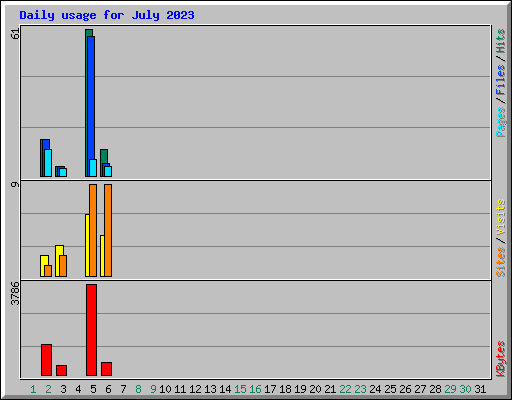 Daily usage for July 2023
61
9
3786
Pages / Files / Hits
Sites / Visits
KBytes
1 2 3 4 5 6 7 8 9 10 11 12 13 14 15 16 17 18 19 20 21 22 23 24 25 26 27 28 29 30 31